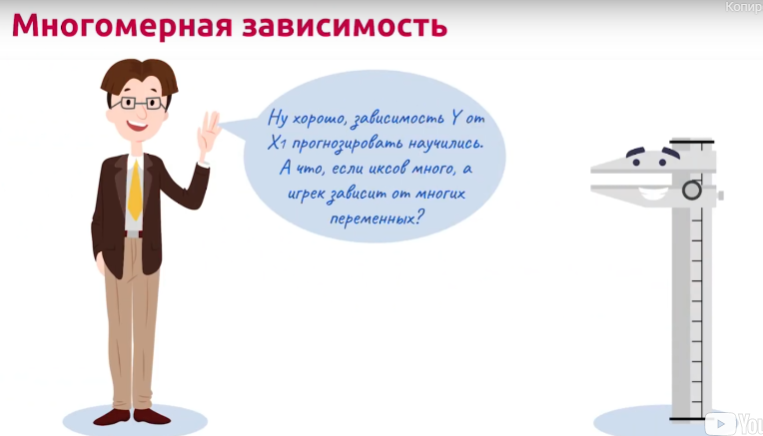 Копир
Многомерная зависимость
Ну хорошо, зависимость Y от
X1 прогнозировать научились.
А что, если иксов много, а
игрек зависит от многих
переменных?
You